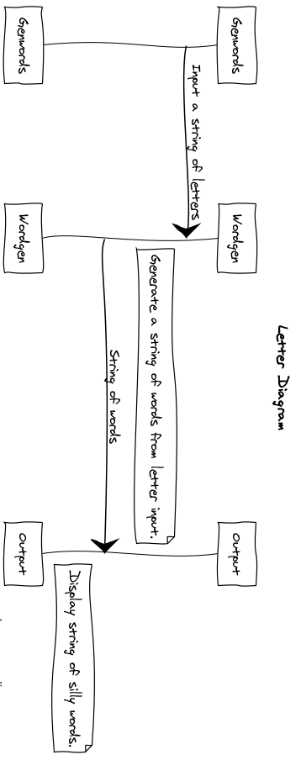 Letter Diagram
Genwords
Wordgen
Output
Input a string of letters
Generate a string of words from letter input.
String of words
Display string of silly words.
Genwords
Wordgen
Output